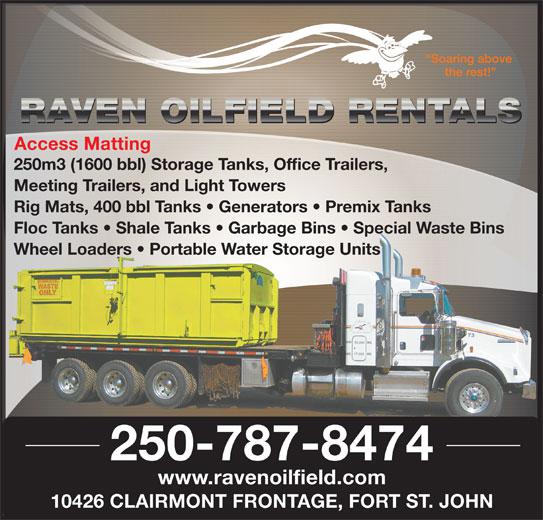 "Soaring above
the rest!"
RAVEN OILFIELD RENTALS
Access Matting
250m3 (1600 bbl) Storage Tanks, Office Trailers,
Meeting Trailers, and Light Towers
Rig Mats, 400 bbl Tanks • Generators • Premix Tanks
Floc Tanks • Shale Tanks • Garbage Bins • Special Waste Bins
Wheel Loaders • Portable Water Storage Units
WASTE
ONLY
73
250-787-8474
www.ravenoilfield.com
10426 CLAIRMONT FRONTAGE, FORT ST. JOHN